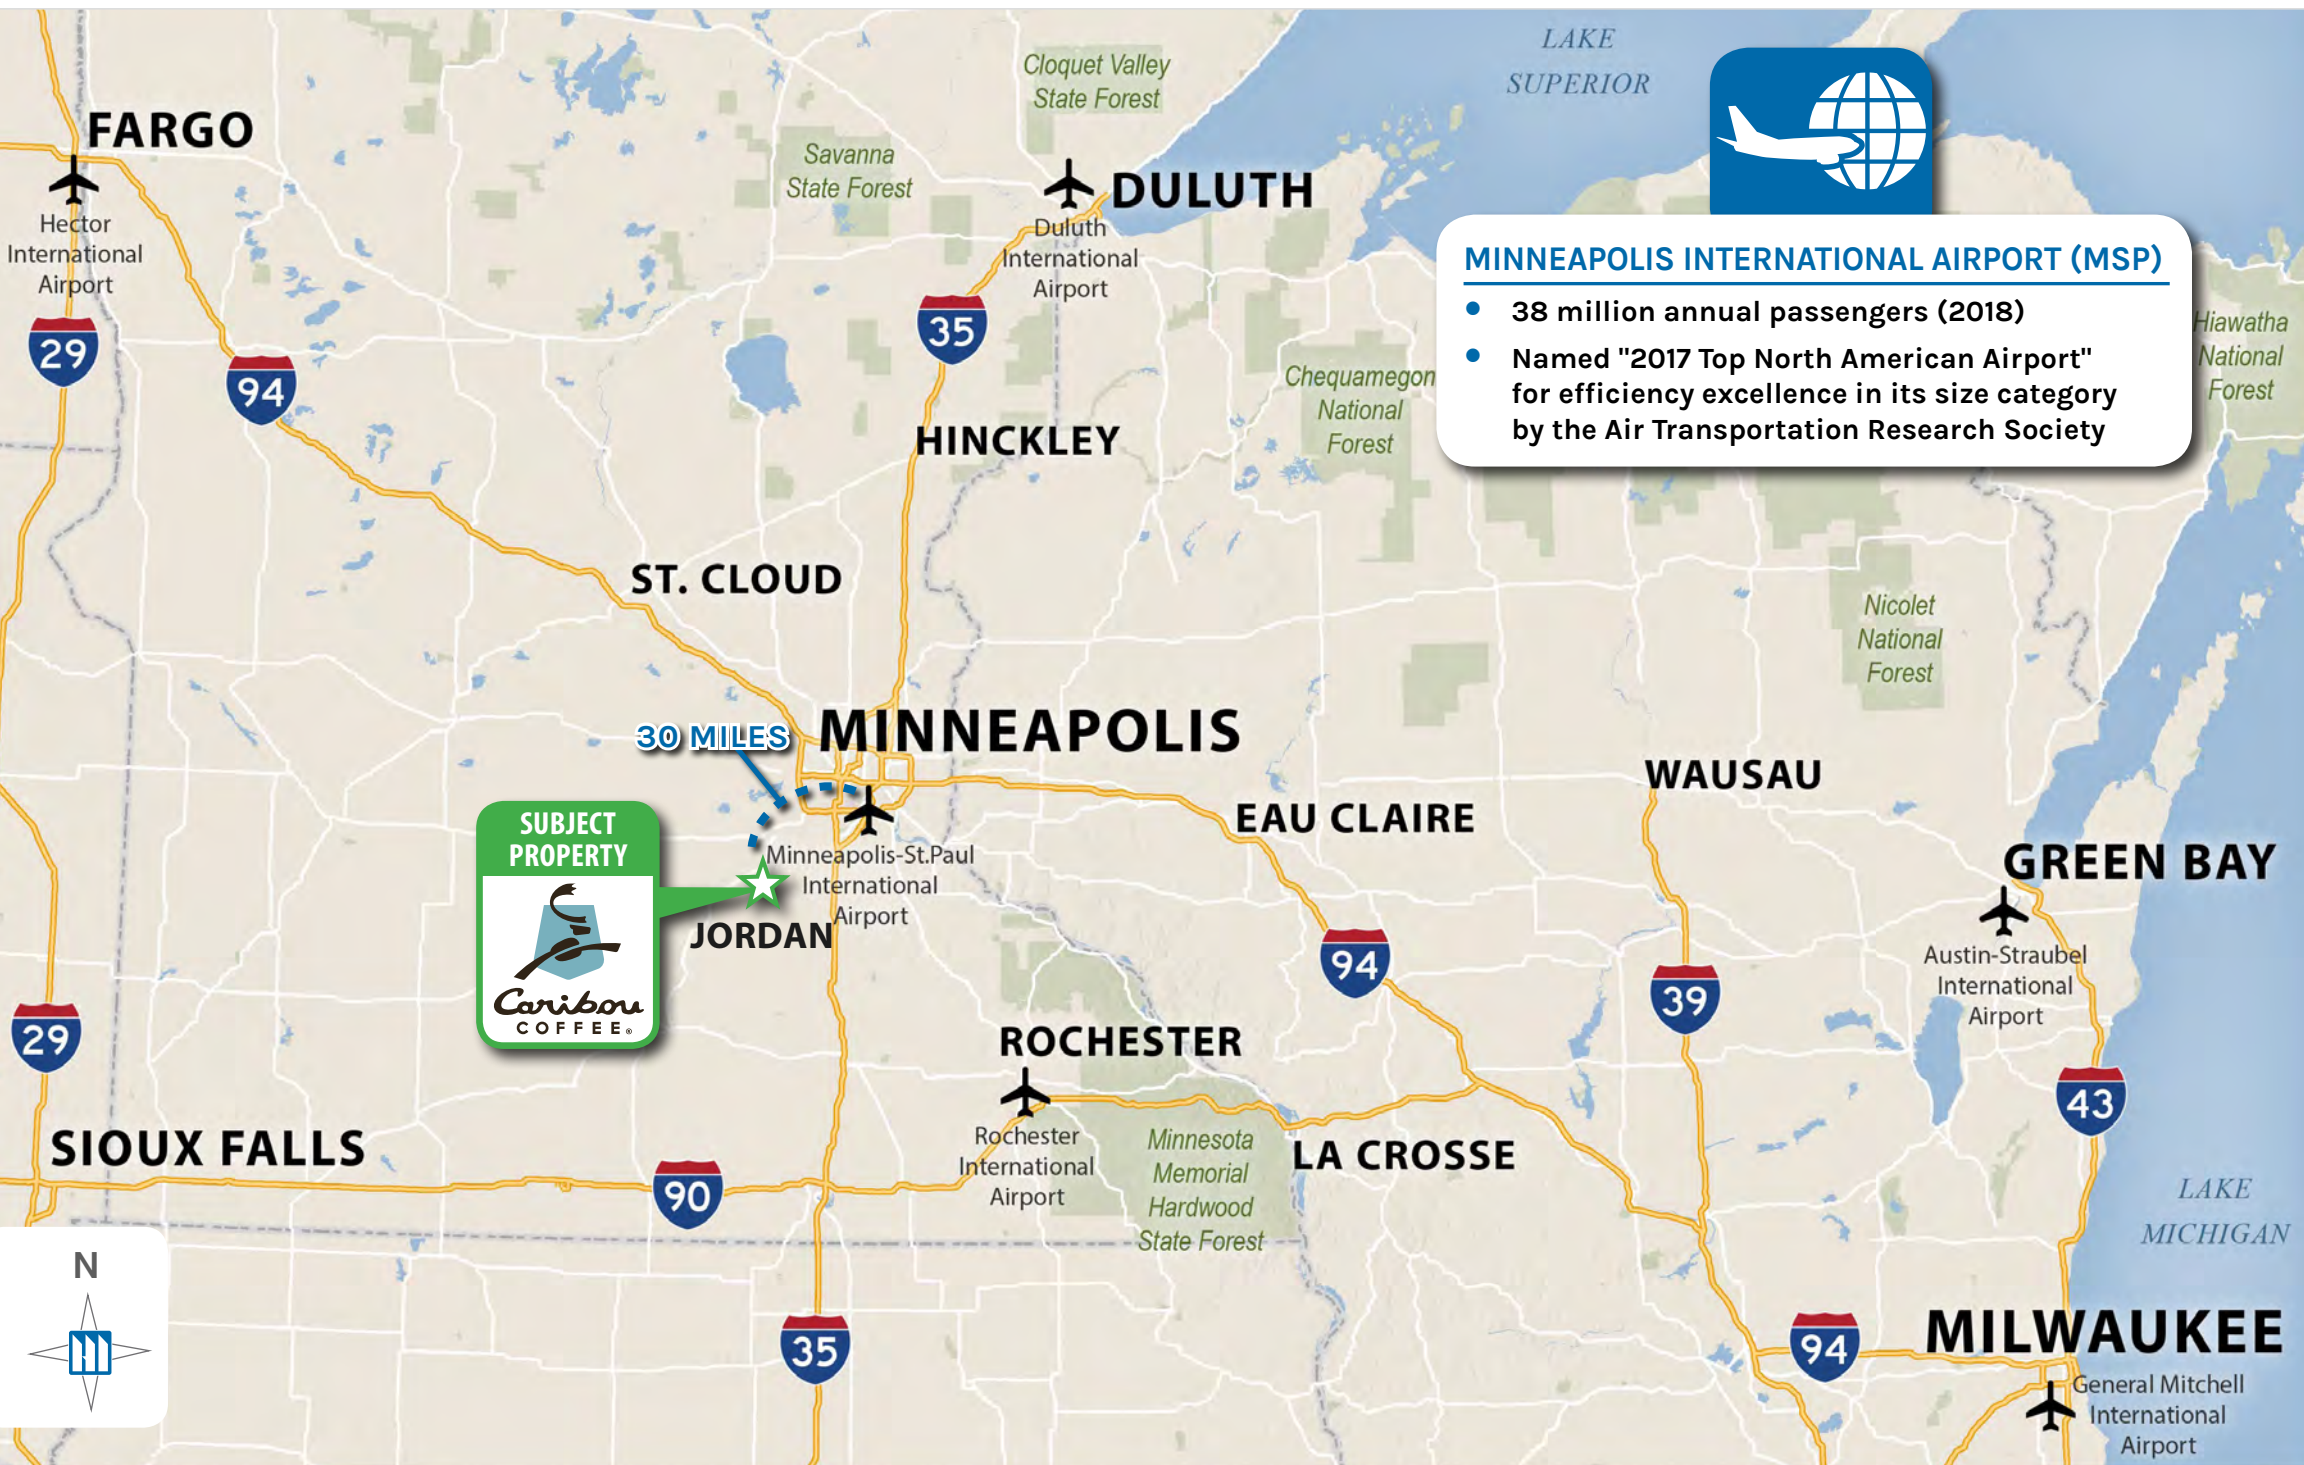 LAKE
SUPERIOR
Cloquet Valley
State Forest
FARGO
Savanna
State Forest
DULUTH
Hector
International
Airport
Duluth
International
Airport
MINNEAPOLIS INTERNATIONAL AIRPORT (MSP)
• 38 million annual passengers (2018)
• Named "2017 Top North American Airport"
for efficiency excellence in its size category
by the Air Transportation Research Society
Hiawatha
National
Forest
29
94
35
Chequamegon
National
Forest
HINCKLEY
ST. CLOUD
Nicolet
National
Forest
30 MILES
MINNEAPOLIS
WAUSAU
EAU CLAIRE
SUBJECT
PROPERTY
Caribou
COFFEE®
Minneapolis-St.Paul
International
Airport
JORDAN
GREEN BAY
Austin-Straubel
International
Airport
94
39
29
ROCHESTER
43
Rochester
International
Airport
Minnesota
Memorial
Hardwood
State Forest
LA CROSSE
SIOUX FALLS
90
LAKE
MICHIGAN
N
35
94
MILWAUKEE
General Mitchell
International
Airport